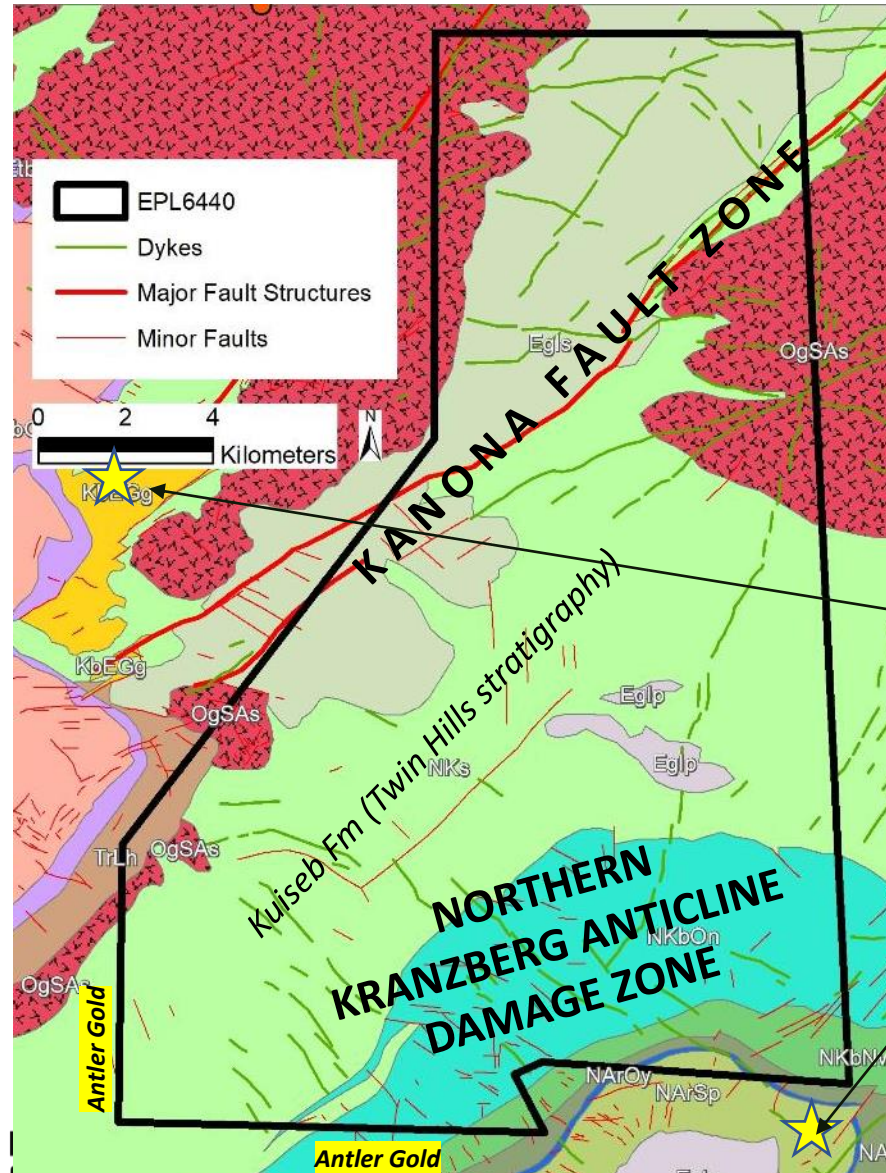 EPL6440
Dykes
Major Fault Structures
Minor Faults
0 2 4
Kilometers
N
KbEGg
Egls
OgSAs
KANONA FAULT ZONE
KbEGg
OgSAs
Eglp
Eglp
NKs
Kuiseb Fm (Twin Hills stratigraphy)
TrLh
OgSAs
NORTHERN
KRANZBERG ANTICLINE
NKbOn
DAMAGE ZONE
OgSAs
Antler Gold
NArOy
NArSp
NKbNv
Antler Gold